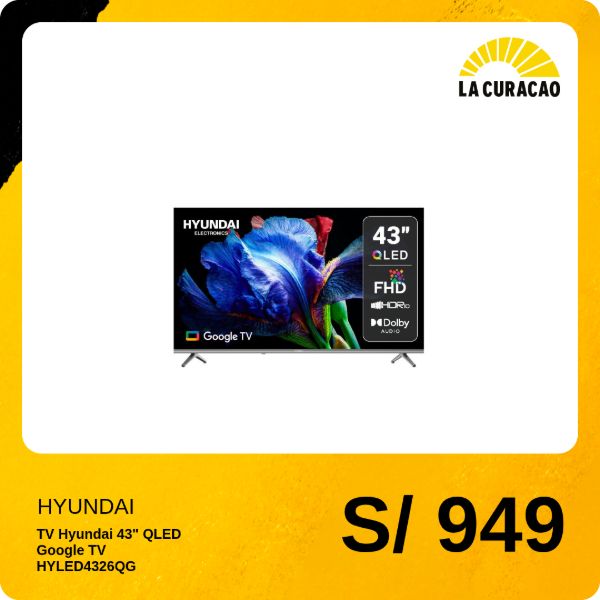 LA CURACAO
HYUNDAI
ELECTRONICS
43"
QLED
FHD
HDR10
Dolby
AUDIO
Google TV
HYUNDAI
TV Hyundai 43" QLED
Google TV
HYLED4326QG
S/ 949